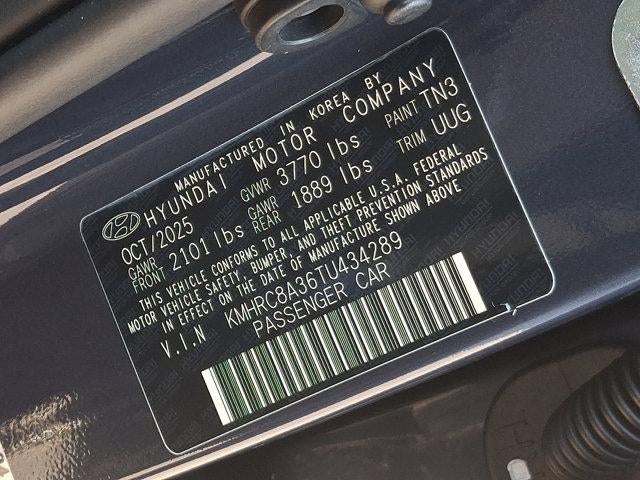 MANUFACTURED IN KOREA BY
HYUNDAI MOTOR COMPANY
OCT/2025 GVWR 3770 lbs PAINT TN3
GAWR FRONT 2101 lbs GAWR REAR 1889 lbs TRIM UUG
THIS VEHICLE CONFORMS TO ALL APPLICABLE U.S.A. FEDERAL
MOTOR VEHICLE SAFETY, BUMPER, AND THEFT PREVENTION STANDARDS
IN EFFECT ON THE DATE OF MANUFACTURE SHOWN ABOVE
V.I.N KMHRC8A36TU434289
PASSENGER CAR